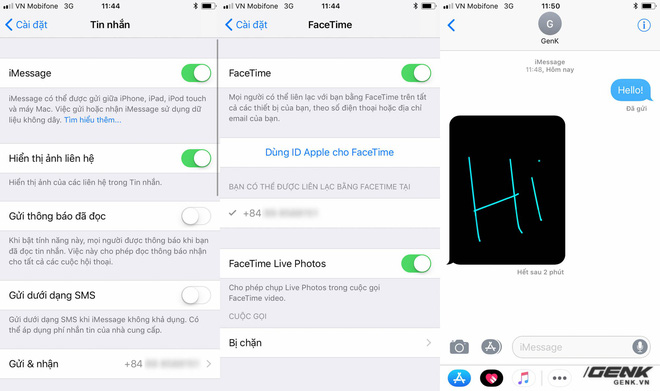 VN Mobifone 3G 11:44
Cài đặt Tin nhắn
iMessage
iMessage có thể được gửi giữa iPhone, iPad, iPod touch
và máy Mac. Việc gửi hoặc nhận iMessage sử dụng dữ
liệu không dây. Tìm hiểu thêm...
Hiển thị ảnh liên hệ
Hiển thị ảnh của các liên hệ trong Tin nhắn.
Gửi thông báo đã đọc
Khi bật tính năng này, mọi người được thông báo khi bạn
đã đọc tin nhắn. Việc này cho phép đọc thông báo nhận
cho tất cả các cuộc hội thoại.
Gửi dưới dạng SMS
Gửi dưới dạng SMS khi iMessage không khả dụng. Có
thể áp dụng phí nhắn tin của nhà cung cấp.
Gửi & nhận +84
VN Mobifone 3G 11:44
Cài đặt FaceTime
FaceTime
Mọi người có thể liên lạc với bạn bằng FaceTime trên tất
cả các thiết bị của bạn, theo số điện thoại hoặc địa chỉ
email của bạn.
Dùng ID Apple cho FaceTime
BẠN CÓ THỂ ĐƯỢC LIÊN LẠC BẰNG FACETIME TẠI
+84
FaceTime Live Photos
Cho phép chụp Live Photos trong cuộc gọi
FaceTime video.
CUỘC GỌI
Bị chặn
VN Mobifone 3G 11:50
G
GenK
iMessage
11:48, Hôm nay
Hello!
Đã gửi
Hi
Hết sau 2 phút
iMessage
GENK
GENK.VN